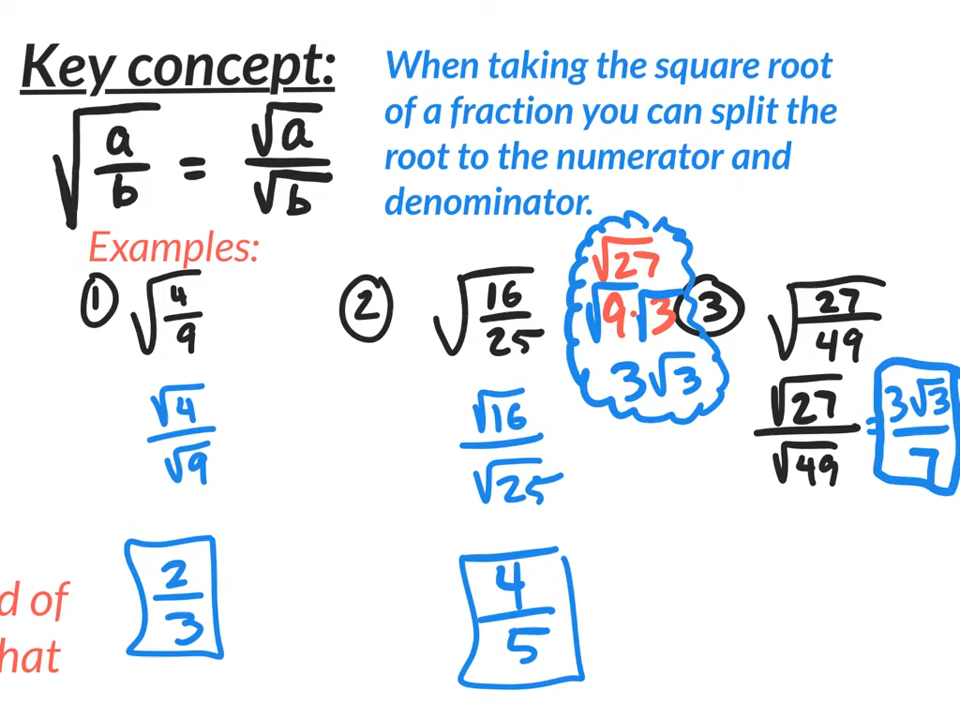 Key concept:
√(a/b) = √a/√b
When taking the square root
of a fraction you can split the
root to the numerator and
denominator.
Examples:
① √(4/9)
√4/√9
2/3
② √(16/25)
√16/√25
4/5
√27
√9·√3
3√3
③ √(27/49)
√27/√49 = 3√3/7
d of
hat